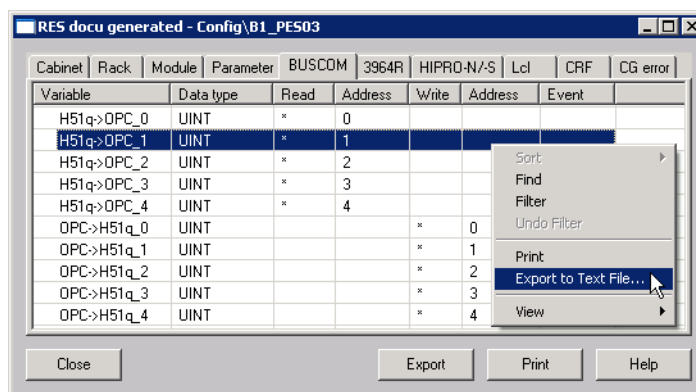 RES docu generated - Config\B1_PES03
Cabinet Rack Module Parameter BUSCOM 3964R HIPRO-N/-S Lcl CRF CG error
Variable Data type Read Address Write Address Event
H51q->OPC_0 UINT * 0
H51q->OPC_1 UINT * 1
H51q->OPC_2 UINT * 2
H51q->OPC_3 UINT * 3
H51q->OPC_4 UINT * 4
OPC->H51q_0 UINT * 0
OPC->H51q_1 UINT * 1
OPC->H51q_2 UINT * 2
OPC->H51q_3 UINT * 3
OPC->H51q_4 UINT * 4
Sort
Find
Filter
Undo Filter
Print
Export to Text File...
View
Close Export Print Help